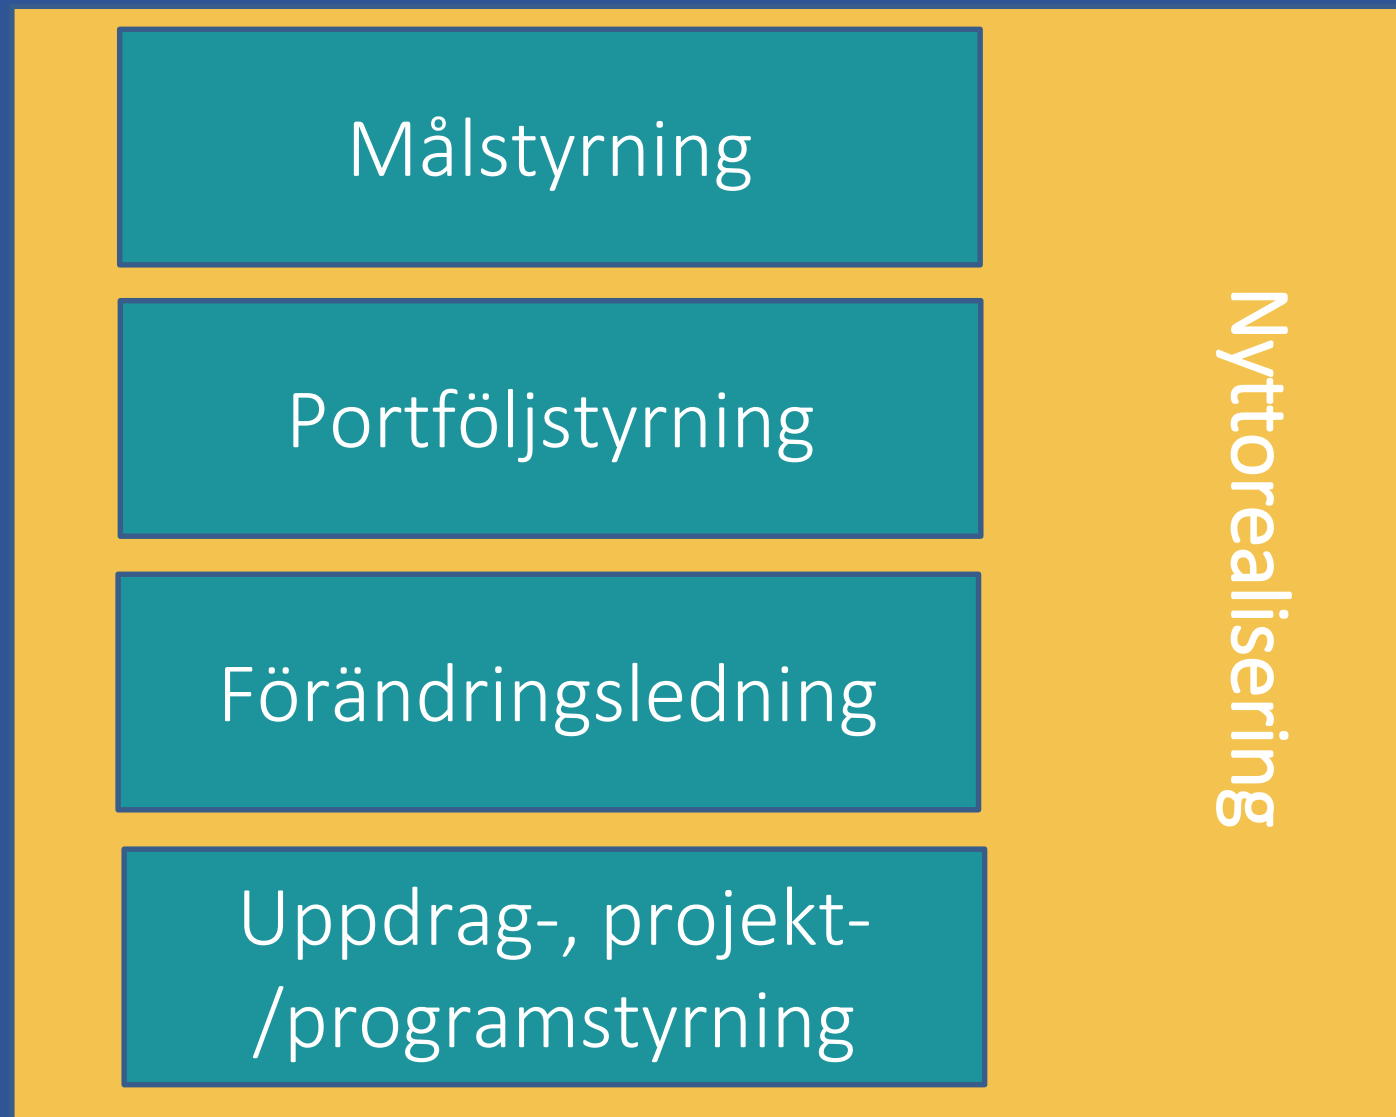 Målstyrning
Portföljstyrning
Förändringsledning
Uppdrag-, projekt-
/programstyrning
Nyttorealisering